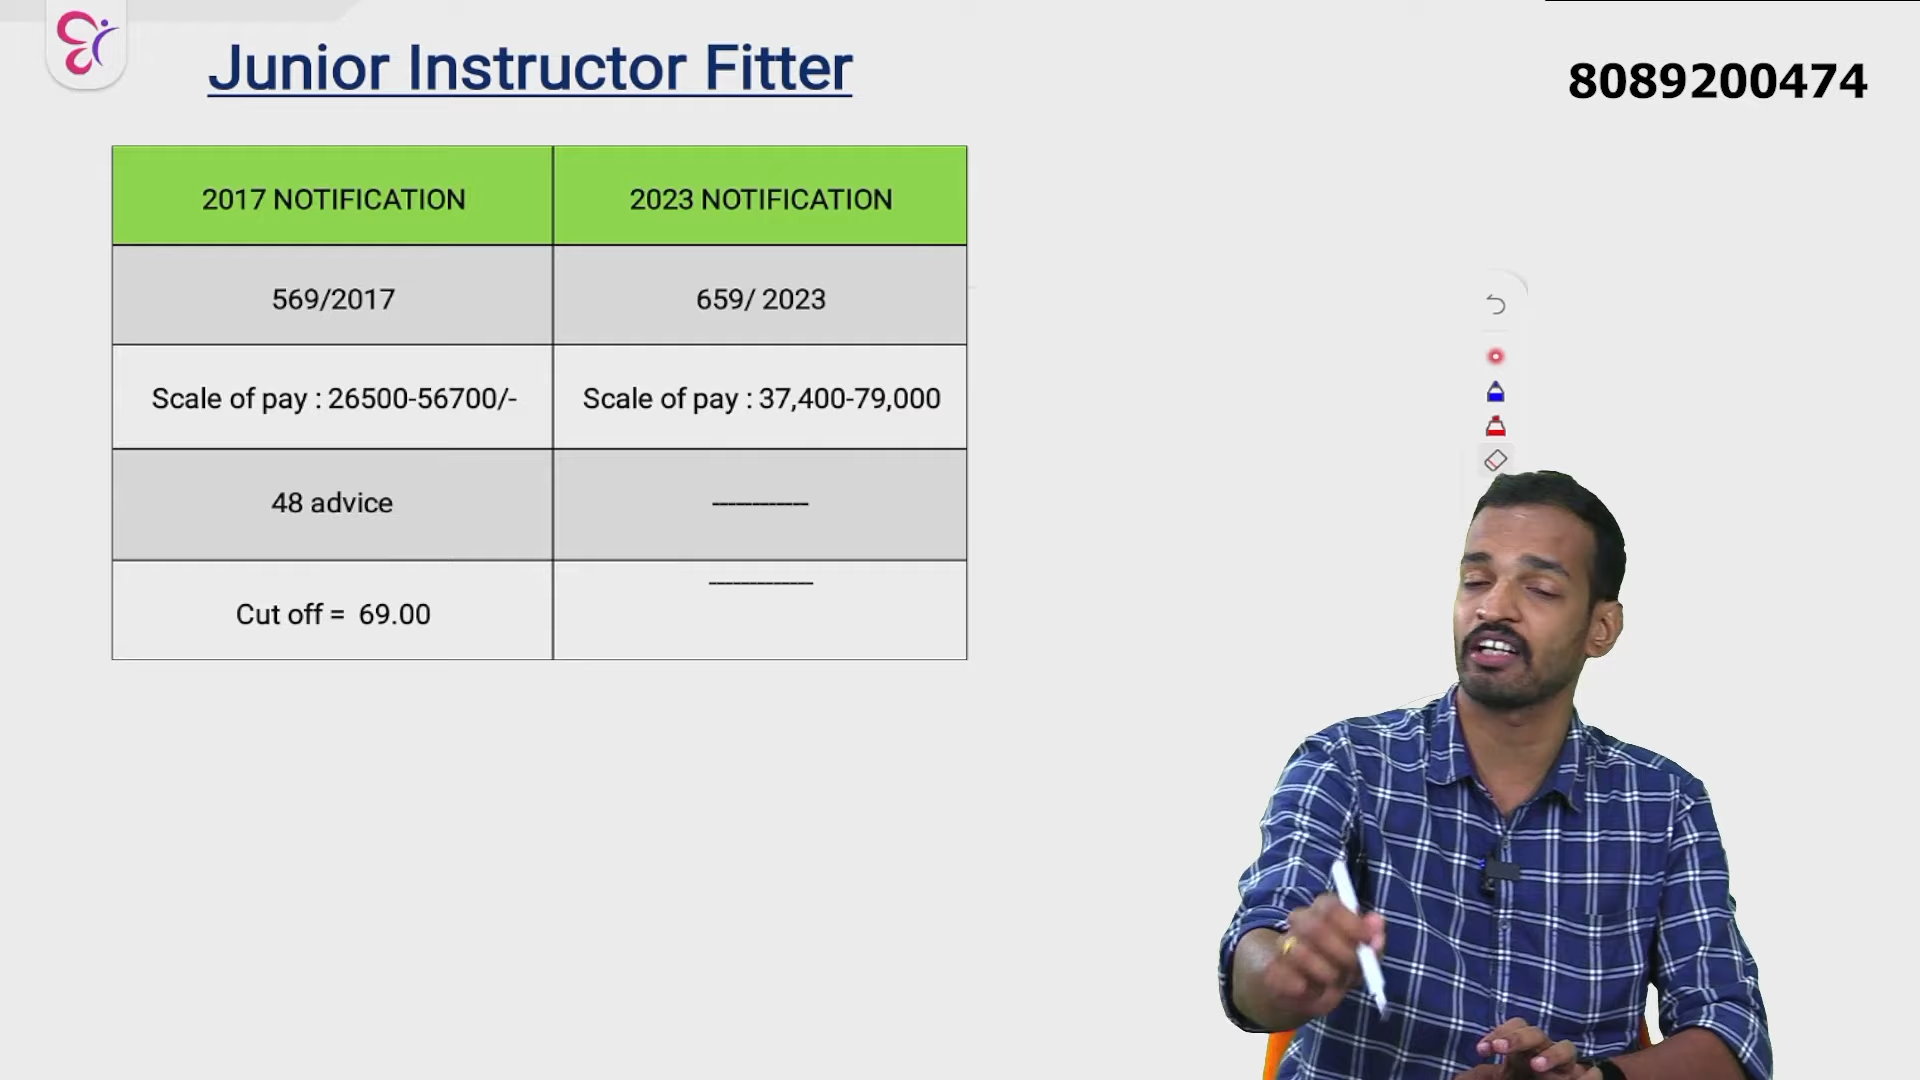 Junior Instructor Fitter
8089200474
2017 NOTIFICATION
2023 NOTIFICATION
569/2017
659/ 2023
Scale of pay : 26500-56700/-
Scale of pay : 37,400-79,000
48 advice
Cut off = 69.00